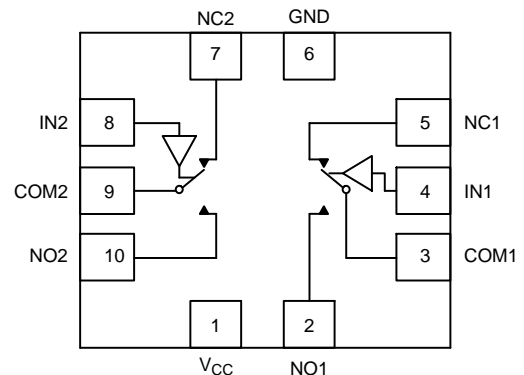 NC2 GND
7 6
IN2 8 5 NC1
COM2 9 4 IN1
NO2 10 3 COM1
1 2
VCC NO1